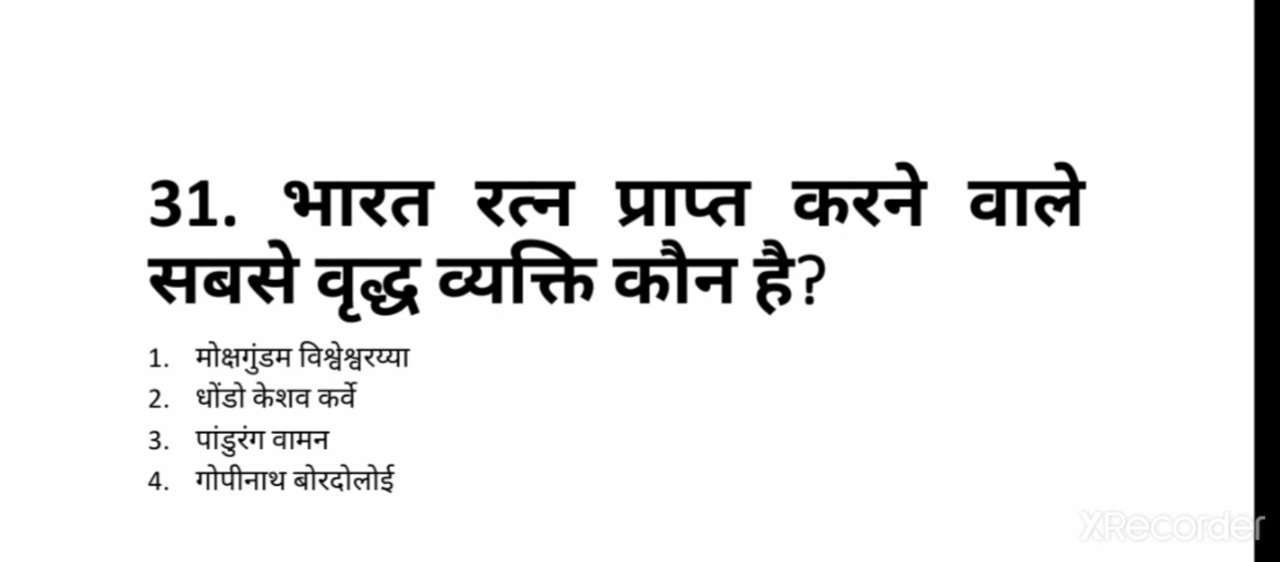 31. भारत रत्न प्राप्त करने वाले
सबसे वृद्ध व्यक्ति कौन है?
1. मोक्षगुंडम विश्वेश्वरय्या
2. धोंडो केशव कर्वे
3. पांडुरंग वामन
4. गोपीनाथ बोरदोलोई
XRecorder